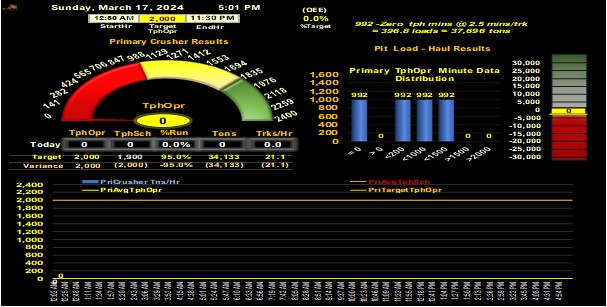 Sunday, March 17, 2024 5:01 PM
12:50 AM 2,000 11:30 PM
StartHr Target TphOpr EndHr
(OEE)
0.0%
%Target
992 -Zero tph mins @ 2.5 mins/trk
= 396.8 loads = 37,696 tons
Primary Crusher Results
0 141 282 424 565 706 847 988 1129 1271 1412 1553 1694 1835 1976 2118 2259 2400
TphOpr
0
TphOpr TphSch %Run Tons Trks/Hr
Today 0 0 0.0% 0 0.0
Target 2,000 1,900 95.0% 34,133 21.1
Variance 2,000 (2,000) -95.0% (34,133) (21.1)
Pit Load - Haul Results
Primary TphOpr Minute Data
Distribution
1,600
1,400
1,200
1,000
800
600
400
200
0
992 0 992 992 992 0 0
= 0 > 0 <200 <1000 <1500 >1500 >2000
30,000
25,000
20,000
15,000
10,000
5,000
0
-5,000
-10,000
-15,000
-20,000
-25,000
-30,000
0
PriCrusher Tns/Hr PriAvgTphSch
PriAvgTphOpr PriTargetTphOpr
2,400
2,200
2,000
1,800
1,600
1,400
1,200
1,000
800
600
400
200
0
0